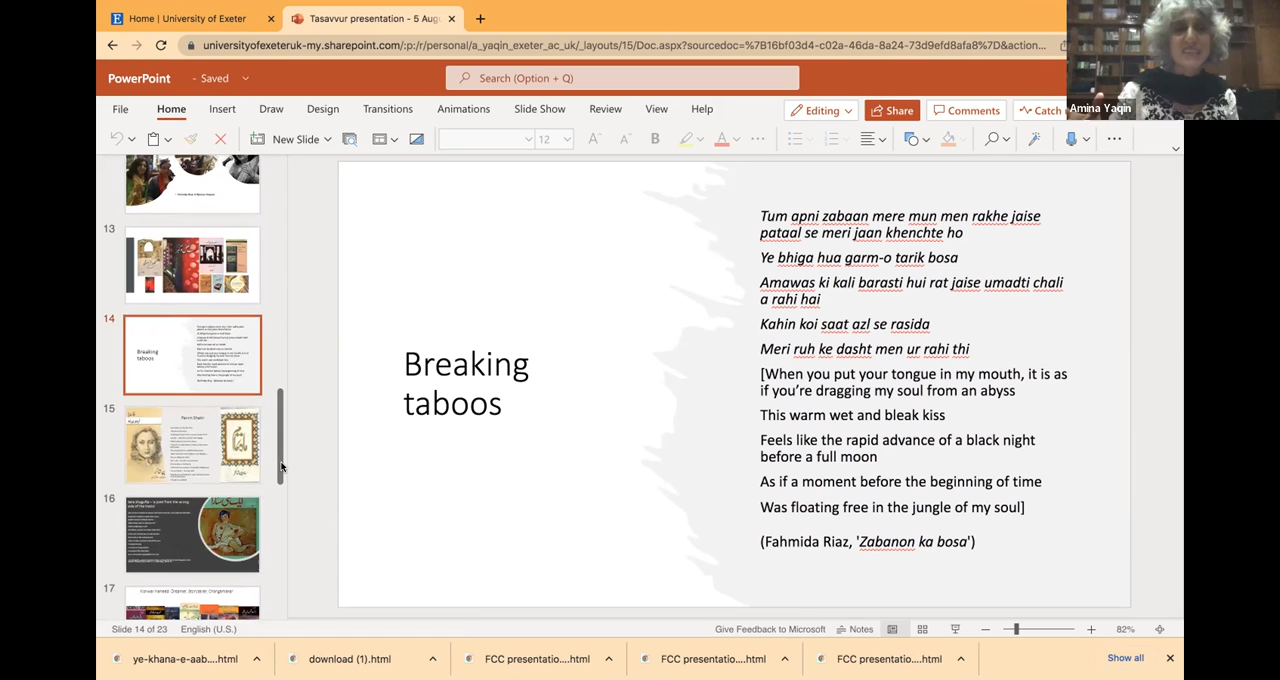 Home | University of Exeter
Tasavvur presentation - 5 Aug
universityofexeteruk-my.sharepoint.com/:p:/r/personal/a_yaqin_exeter_ac_uk/_layouts/15/Doc.aspx?sourcedoc=%7B16bf03d4-c02a-46da-8a24-73d9efd8afa8%7D&action...
PowerPoint - Saved
Search (Option + Q)
Amina Yaqin
File Home Insert Draw Design Transitions Animations Slide Show Review View Help
Editing Share Comments Catch
New Slide 12 B A
13
14
Breaking
taboos
15
Parvin Shakir
16
17
Breaking
taboos
Tum apni zabaan mere mun men rakhe jaise
pataal se meri jaan khenchte ho
Ye bhiga hua garm-o tarik bosa
Amawas ki kali barasti hui rat jaise umadti chali
a rahi hai
Kahin koi siat azl se rasida
Meri ruh ke dasht men ur rahi thi
[When you put your tongue in my mouth, it is as
if you're dragging my soul from an abyss
This warm wet and blak kiss
Feels like the rapid advance of a black night
before a full moon
As if a moment before the beginning of time
Was floating free in the jungle of my soul]
(Fahmida Riaz, 'Zabanon ka bosa')
Slide 14 of 23 English (U.S.)
Give Feedback to Microsoft Notes 82%
ye-khana-e-aab....html
download (1).html
FCC presentatio....html
FCC presentatio....html
FCC presentatio....html
Show all